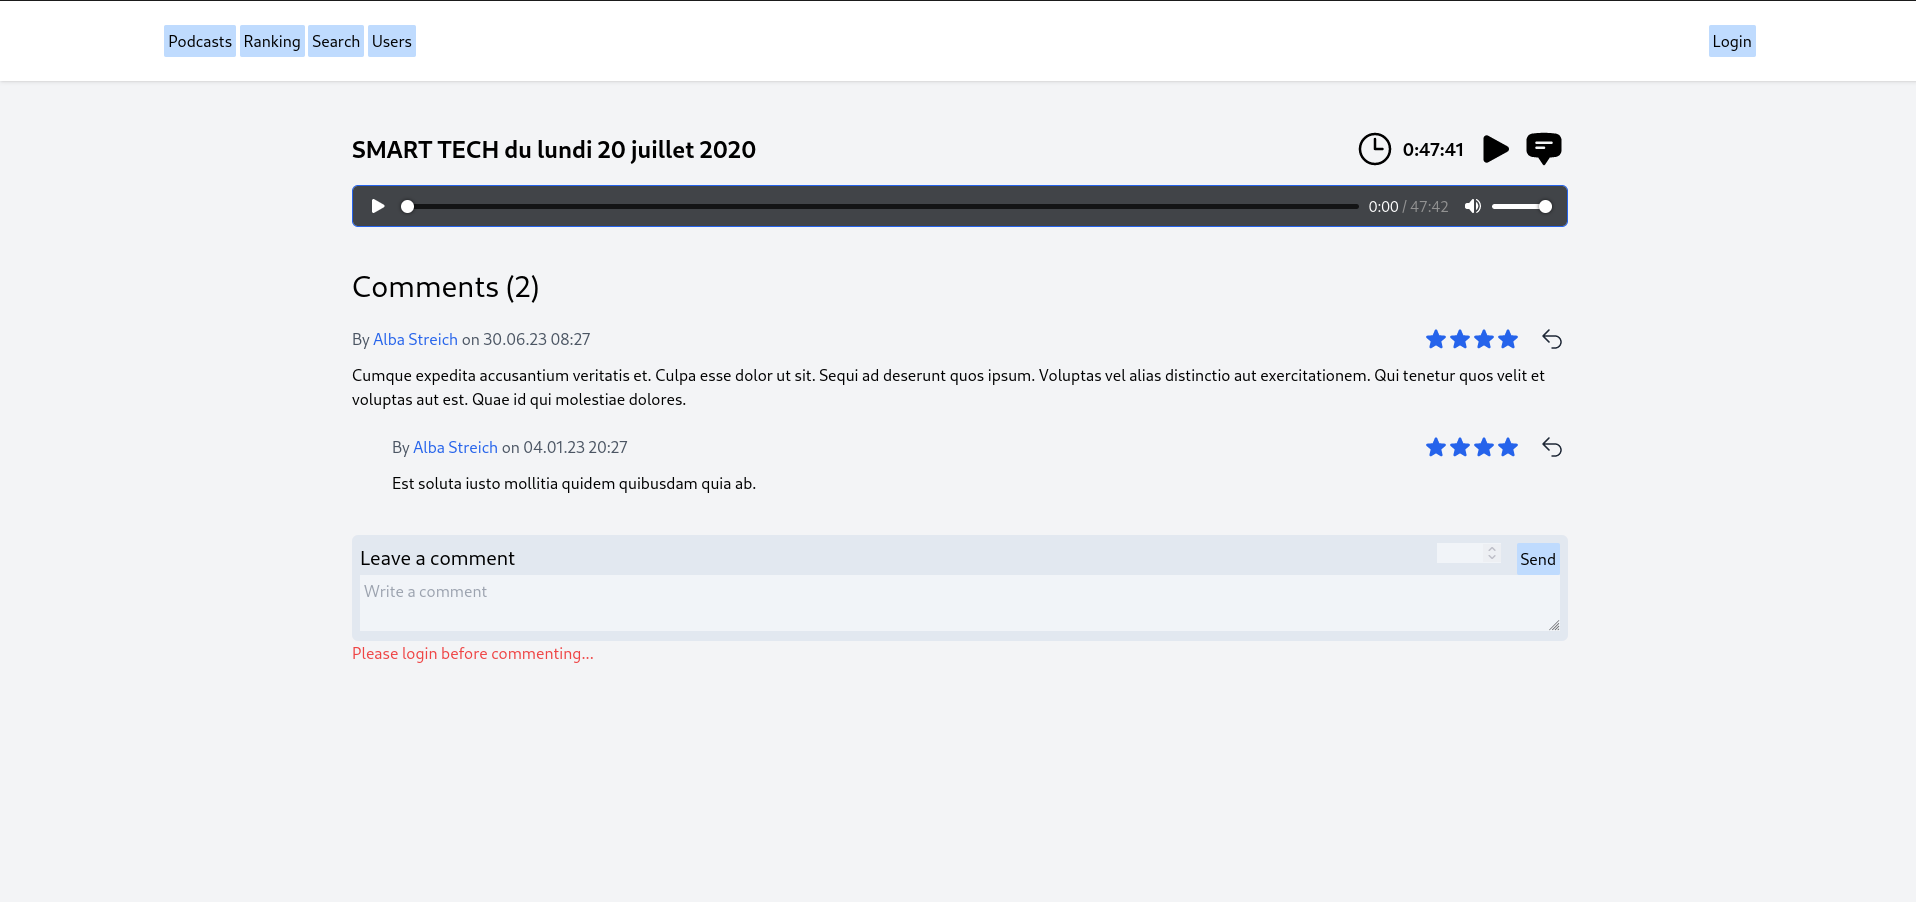 Podcasts Ranking Search Users Login
SMART TECH du lundi 20 juillet 2020 0:47:41
0:00 / 47:42
Comments (2)
By Alba Streich on 30.06.23 08:27
Cumque expedita accusantium veritatis et. Culpa esse dolor ut sit. Sequi ad deserunt quos ipsum. Voluptas vel alias distinctio aut exercitationem. Qui tenetur quos velit et
voluptas aut est. Quae id qui molestiae dolores.
By Alba Streich on 04.01.23 20:27
Est soluta iusto mollitia quidem quibusdam quia ab.
Leave a comment Send
Write a comment
Please login before commenting...